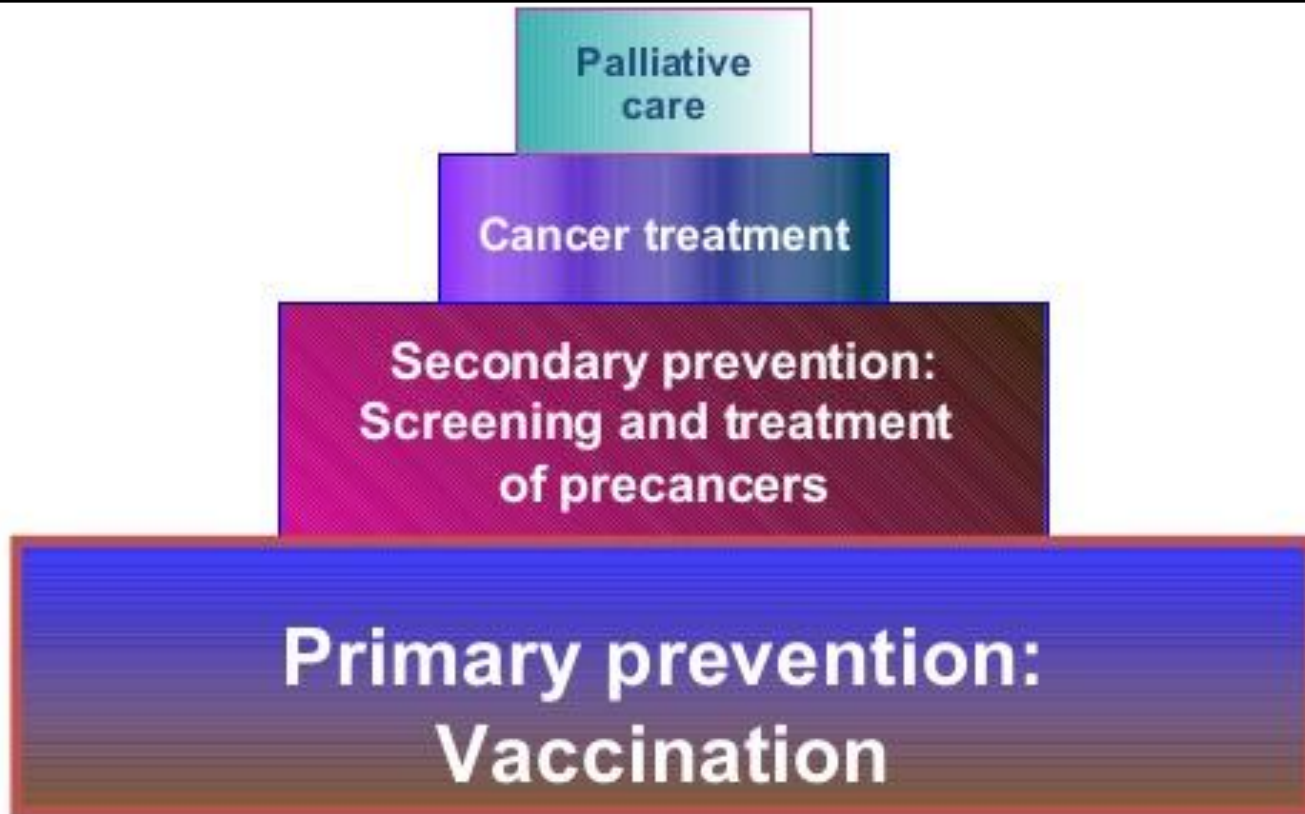 Palliative
care
Cancer treatment
Secondary prevention:
Screening and treatment
of precancers
Primary prevention:
Vaccination